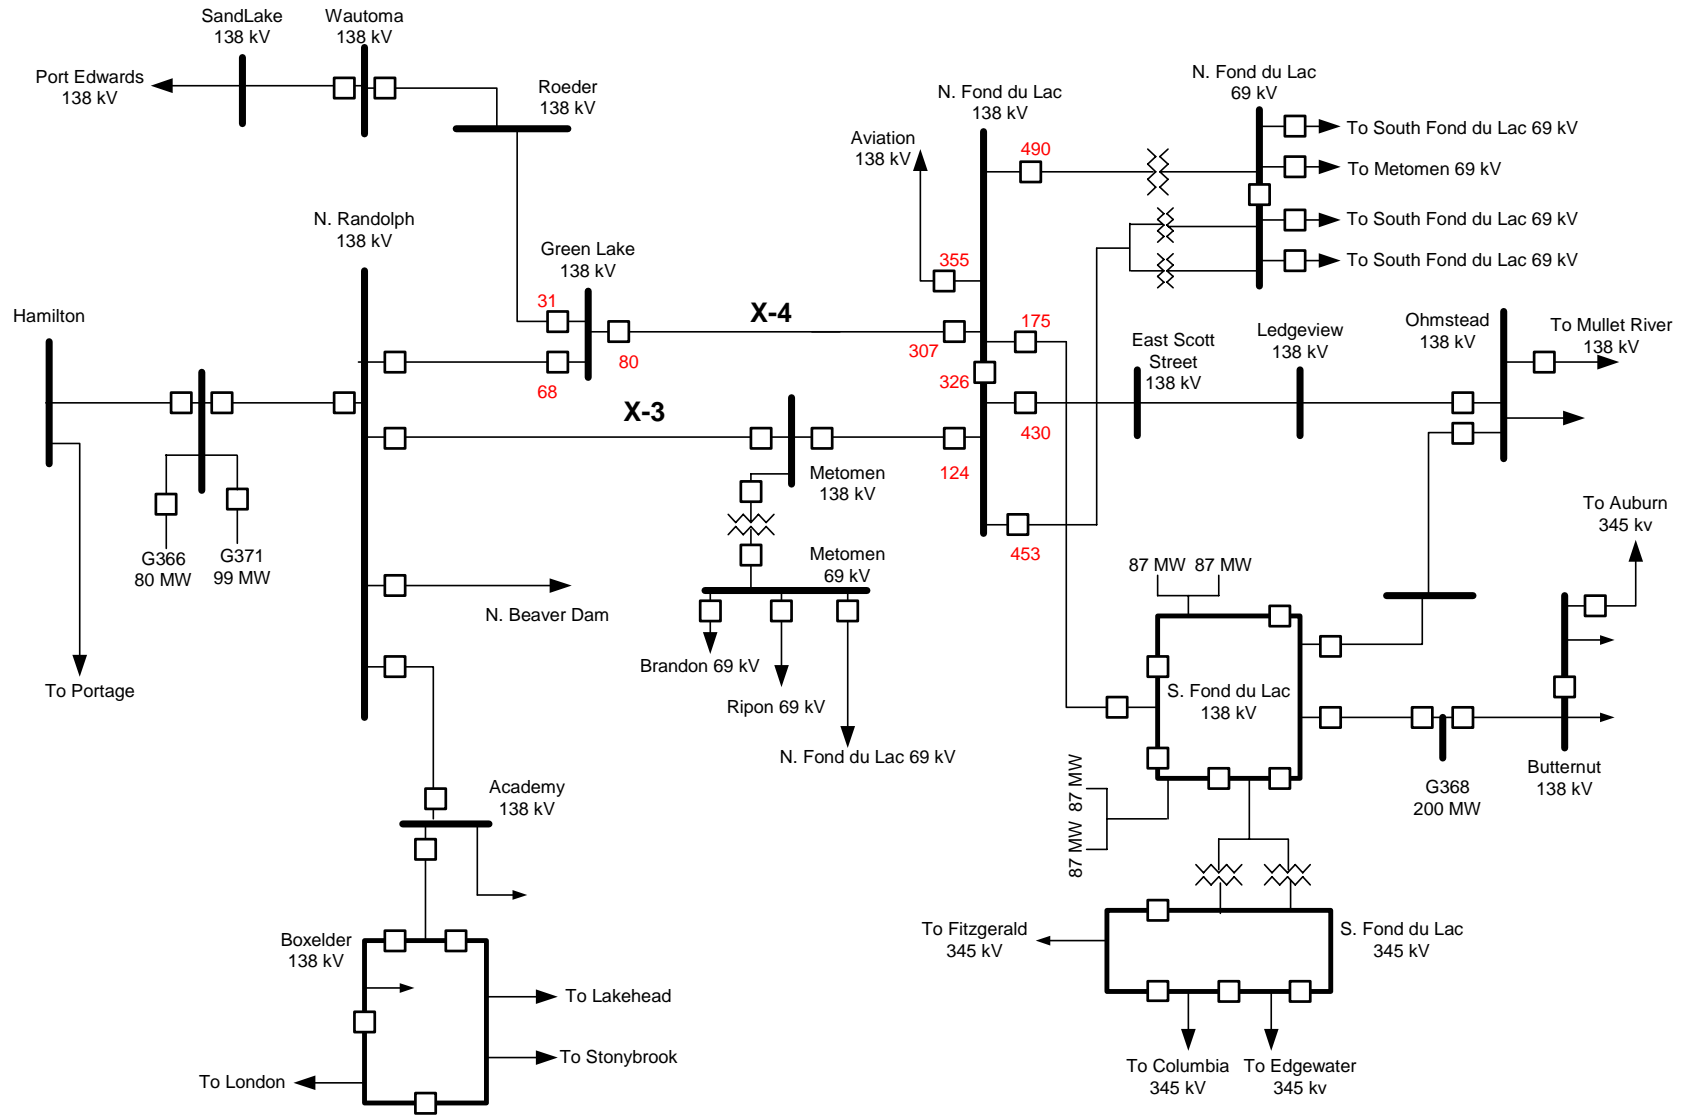 SandLake
138 kV
Wautoma
138 kV
Port Edwards
138 kV
Roeder
138 kV
N. Fond du Lac
138 kV
N. Fond du Lac
69 kV
Aviation
138 kV
490
To South Fond du Lac 69 kV
To Metomen 69 kV
To South Fond du Lac 69 kV
To South Fond du Lac 69 kV
N. Randolph
138 kV
Green Lake
138 kV
355
31
X-4
175
Hamilton
80
307
68
326
East Scott
Street
138 kV
Ledgeview
138 kV
Ohmstead
138 kV
To Mullet River
138 kV
X-3
430
124
Metomen
138 kV
453
G366
80 MW
G371
99 MW
Metomen
69 kV
To Auburn
345 kv
87 MW
87 MW
N. Beaver Dam
Brandon 69 kV
Ripon 69 kV
N. Fond du Lac 69 kV
To Portage
S. Fond du Lac
138 kV
87 MW
87 MW
G368
200 MW
Butternut
138 kV
Academy
138 kV
Boxelder
138 kV
To Lakehead
To Stonybrook
To London
To Fitzgerald
345 kV
S. Fond du Lac
345 kV
To Columbia
345 kV
To Edgewater
345 kv